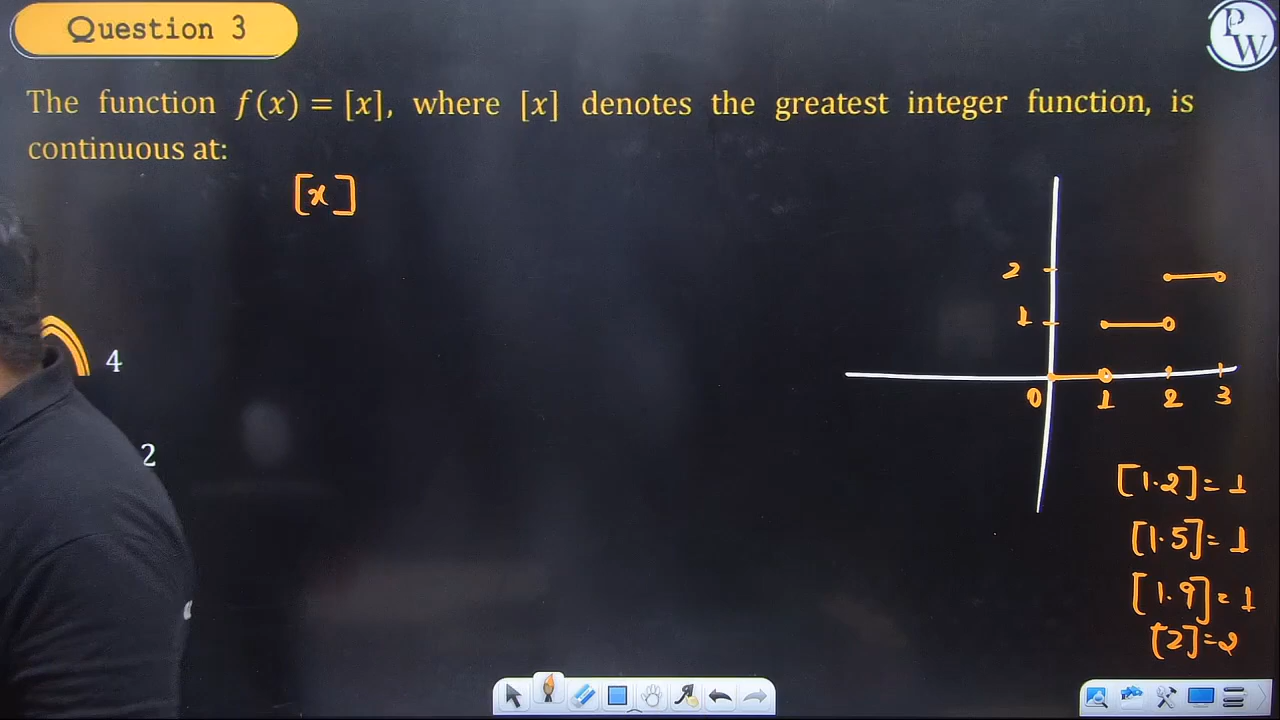 Question 3
PW
The function f(x) = [x], where [x] denotes the greatest integer function, is
continuous at:
[x]
4
2
2
1
0 1 2 3
[1.2]=1
[1.5]=1
[1.9]=1
[2]=2